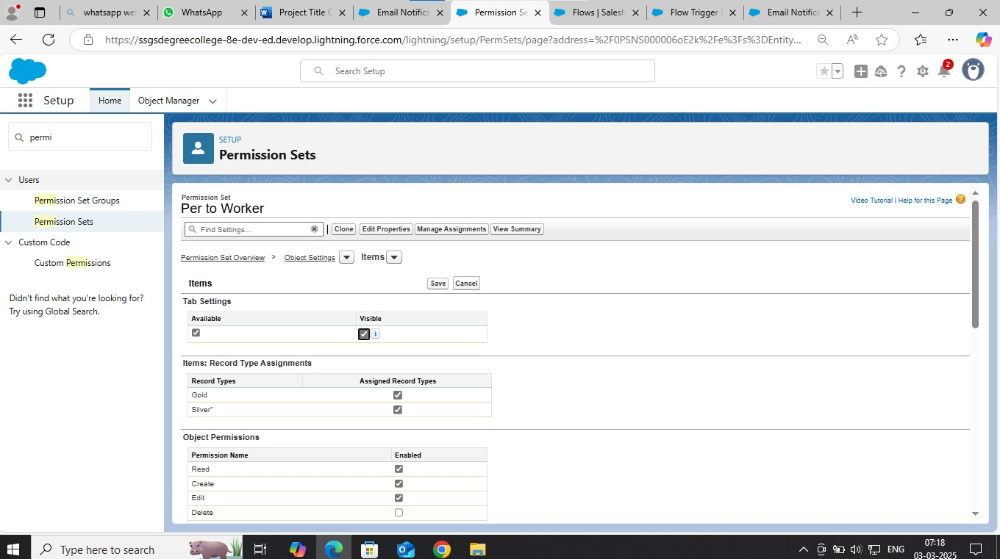 whatsapp we
WhatsApp
Project Title C
Email Notifica
Permission Se
Flows | Salesf
Flow Trigger E
Email Notifica
https://ssgsdegreecollege-8e-dev-ed.develop.lightning.force.com/lightning/setup/PermSets/page?address=%2F0PSNS000006oE2k%2Fe%3Fs%3DEntity...
Search Setup
2
Setup
Home
Object Manager
permi
Users
Permission Set Groups
Permission Sets
Custom Code
Custom Permissions
Didn't find what you're looking for?
Try using Global Search.
SETUP
Permission Sets
Permission Set
Per to Worker
Video Tutorial | Help for this Page
Find Settings...
Clone
Edit Properties
Manage Assignments
View Summary
Permission Set Overview > Object Settings Items
Items
Save
Cancel
Tab Settings
Available Visible
Items: Record Type Assignments
Record Types Assigned Record Types
Gold
Silver"
Object Permissions
Permission Name Enabled
Read
Create
Edit
Delete
Type here to search
ENG
07:18
03-03-2025